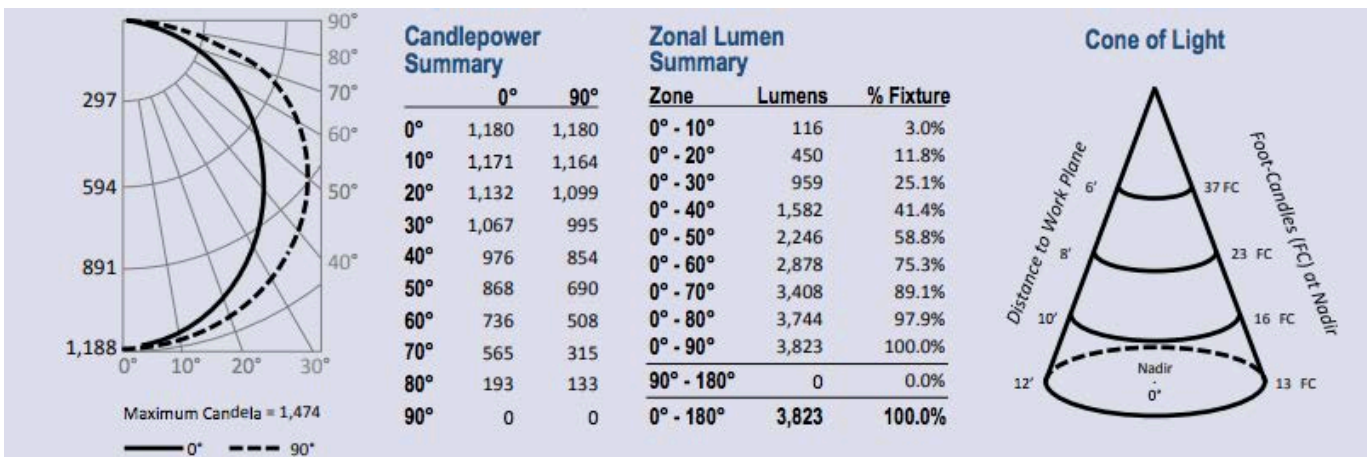 90°
80°
70°
60°
50°
40°
297
594
891
1,188
0° 10° 20° 30°
Maximum Candela = 1,474
0° 90°
Candlepower
Summary
0° 90°
0° 1,180 1,180
10° 1,171 1,164
20° 1,132 1,099
30° 1,067 995
40° 976 854
50° 868 690
60° 736 508
70° 565 315
80° 193 133
90° 0 0
Zonal Lumen
Summary
Zone Lumens % Fixture
0° - 10° 116 3.0%
0° - 20° 450 11.8%
0° - 30° 959 25.1%
0° - 40° 1,582 41.4%
0° - 50° 2,246 58.8%
0° - 60° 2,878 75.3%
0° - 70° 3,408 89.1%
0° - 80° 3,744 97.9%
0° - 90° 3,823 100.0%
90° - 180° 0 0.0%
0° - 180° 3,823 100.0%
Cone of Light
Distance to Work Plane
Foot-Candles (FC) at Nadir
6' 37 FC
8' 23 FC
10' 16 FC
12' 13 FC
Nadir
0°